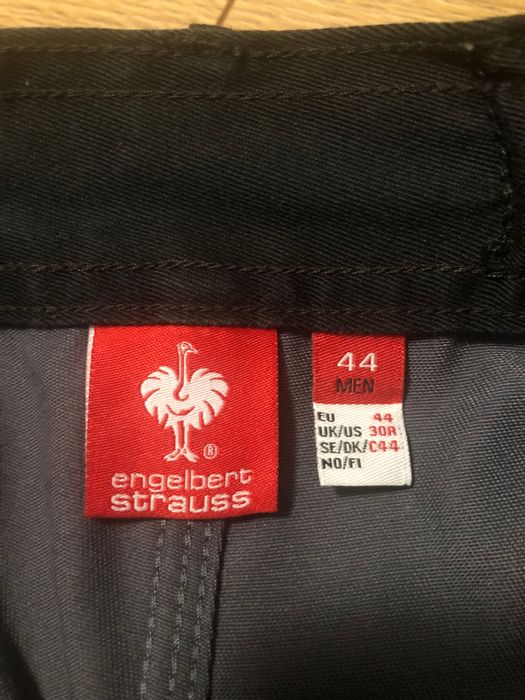 engelbert
strauss
®
44
MEN
EU 44
UK/US 30R
SE/DK/ C44
NO/FI